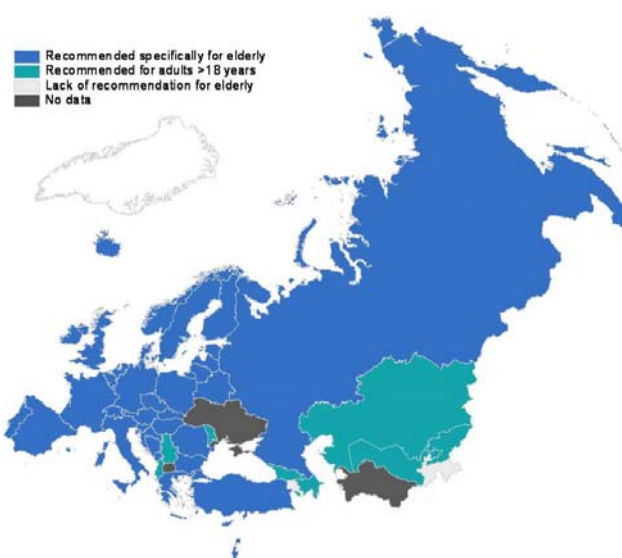 Recommended specifically for elderly
Recommended for adults >18 years
Lack of recommendation for elderly
No data